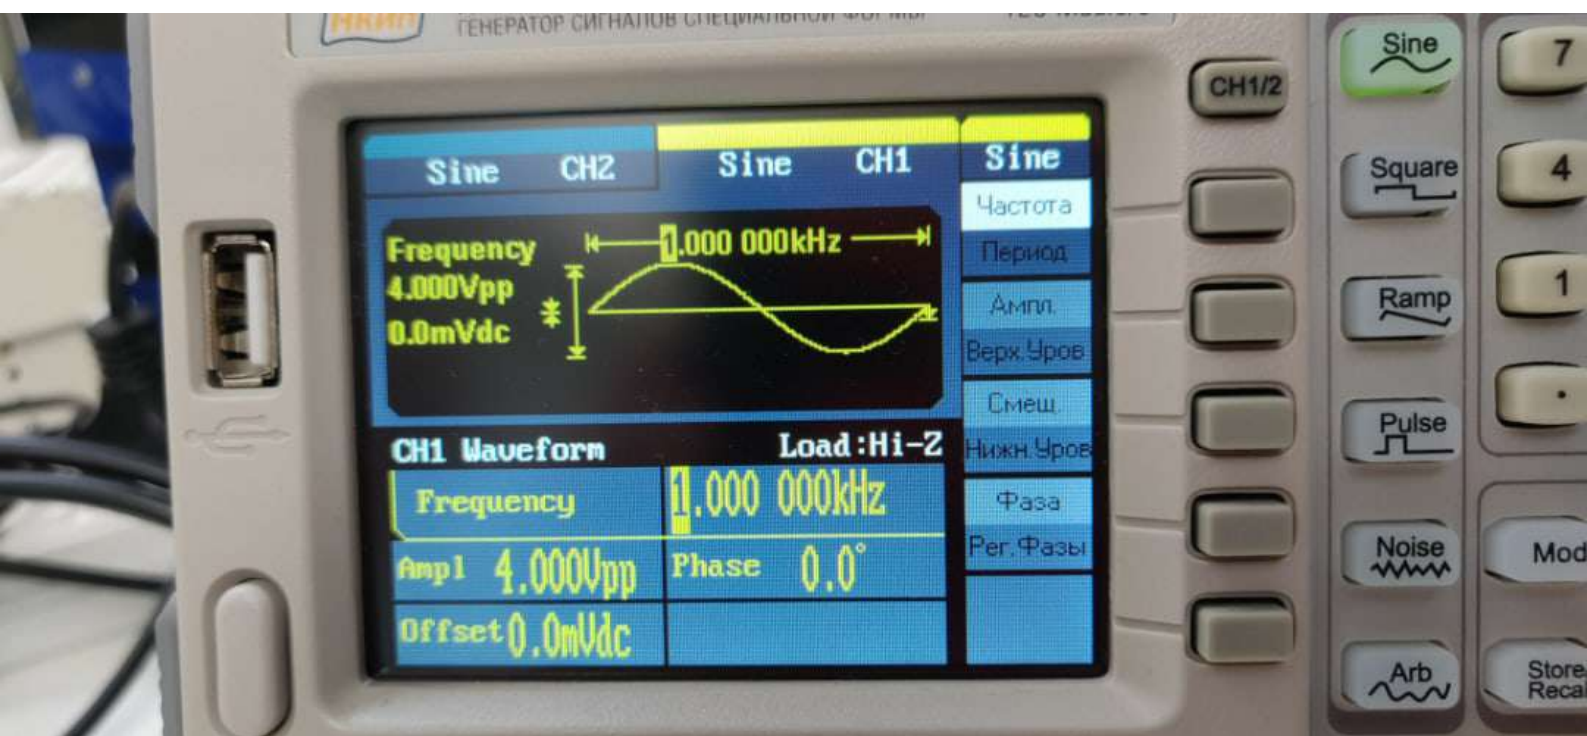 АКИП
ГЕНЕРАТОР СИГНАЛОВ СПЕЦИАЛЬНОЙ ФОРМЫ
Sine CH2
Sine CH1
Sine
Frequency
1.000 000kHz
4.000Vpp
0.0mVdc
Частота
Период
Ампл.
Верх.Уров
Смещ.
Нижн.Уров
Фаза
Рег.Фазы
CH1 Waveform Load:Hi-Z
Frequency 1.000 000kHz
Ampl 4.000Vpp Phase 0.0°
Offset 0.0mVdc
CH1/2
Sine
Square
Ramp
Pulse
Noise
Arb
7
4
1
.
Mod
Store/
Recal